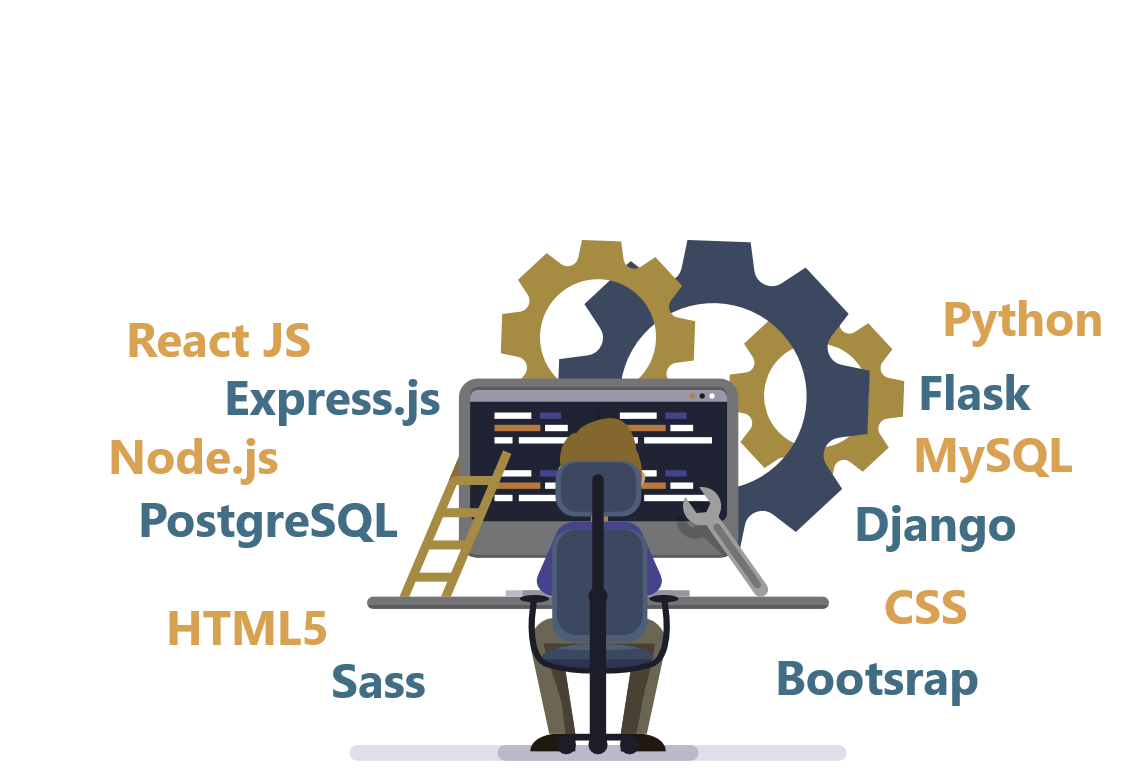 React JS
Express.js
Node.js
PostgreSQL
HTML5
Sass
Python
Flask
MySQL
Django
CSS
Bootsrap